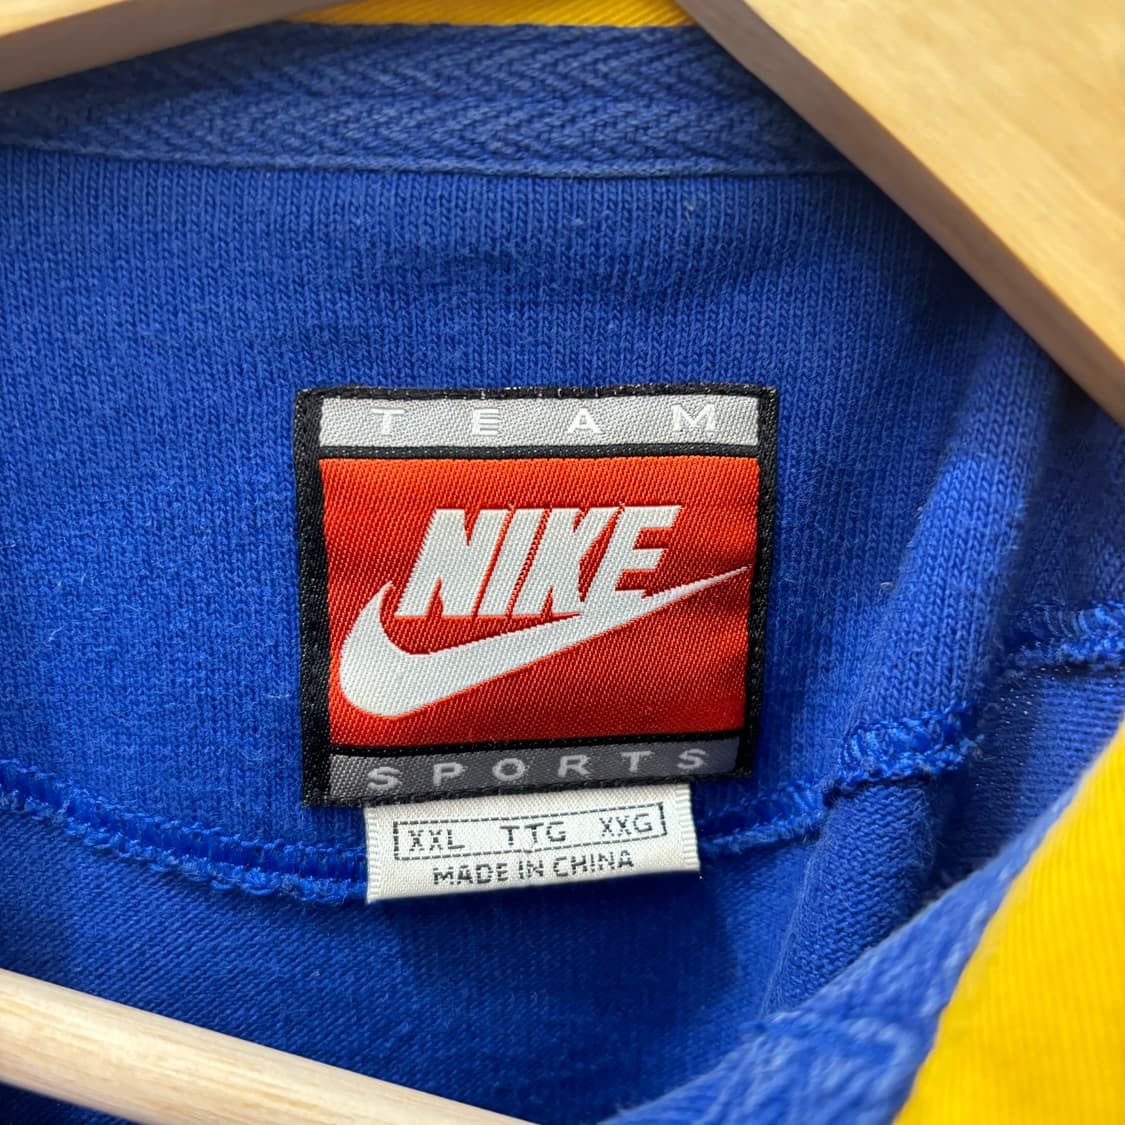 TEAM
NIKE
SPORTS
XXL TTG XXG
MADE IN CHINA